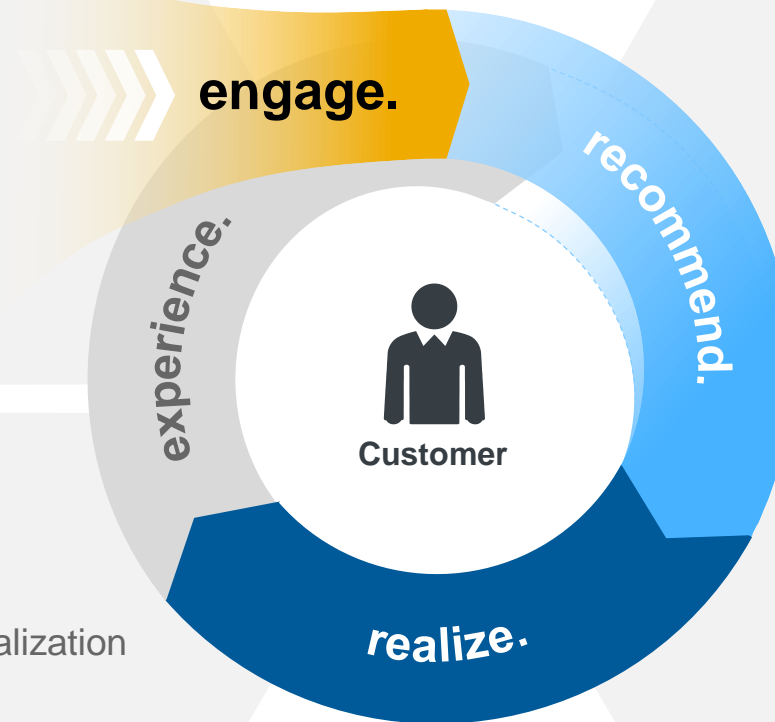 engage.
recommend.
experience.
Customer
realize.
alization